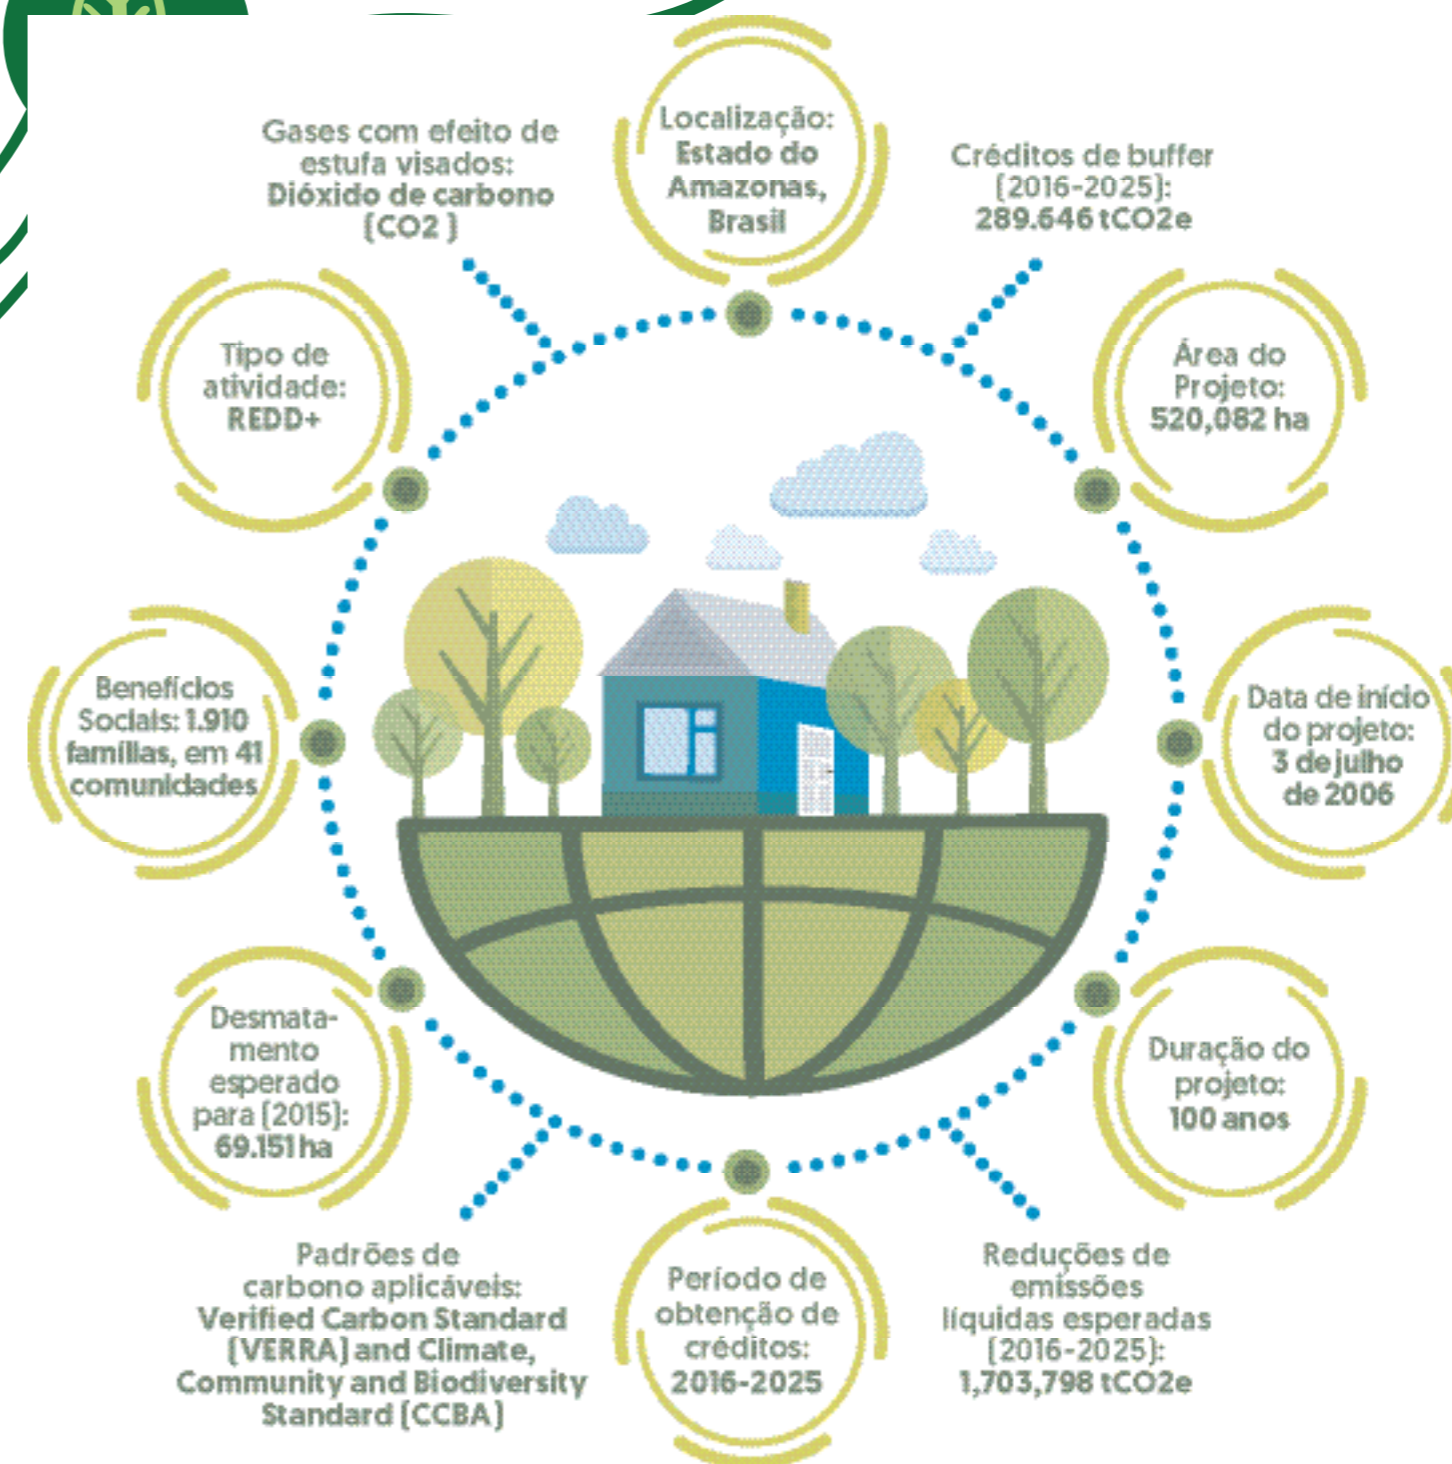 Localização:
Estado do
Amazonas,
Brasil
Créditos de buffer
(2016-2025):
289.646 tCO2e
Área do
Projeto:
520,082 ha
Data de início
do projeto:
3 de julho
de 2006
Duração do
projeto:
100 anos
Reduções de
emissões
líquidas esperadas
(2016-2025):
1,703,798 tCO2e
Período de
obtenção de
créditos:
2016-2025
Padrões de
carbono aplicáveis:
Verified Carbon Standard
(VERRA) and Climate,
Community and Biodiversity
Standard (CCBA)
Desmata-
mento
esperado
para (2015):
69.151 ha
Benefícios
Sociais: 1.910
famílias, em 41
comunidades
Tipo de
atividade:
REDD+
Gases com efeito de
estufa visados:
Dióxido de carbono
(CO2 )